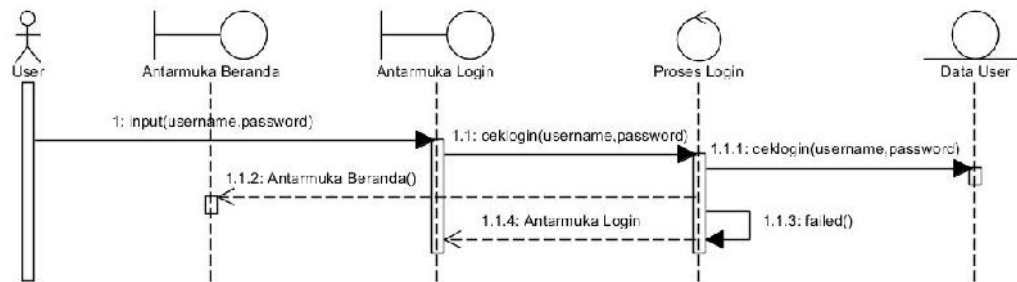 User
Antarmuka Beranda
Antarmuka Login
Proses Login
Data User
1: input(username,password)
1.1: ceklogin(username,password)
1.1.1: ceklogin(username,password)
1.1.2: Antarmuka Beranda()
1.1.4: Antarmuka Login
1.1.3: failed()